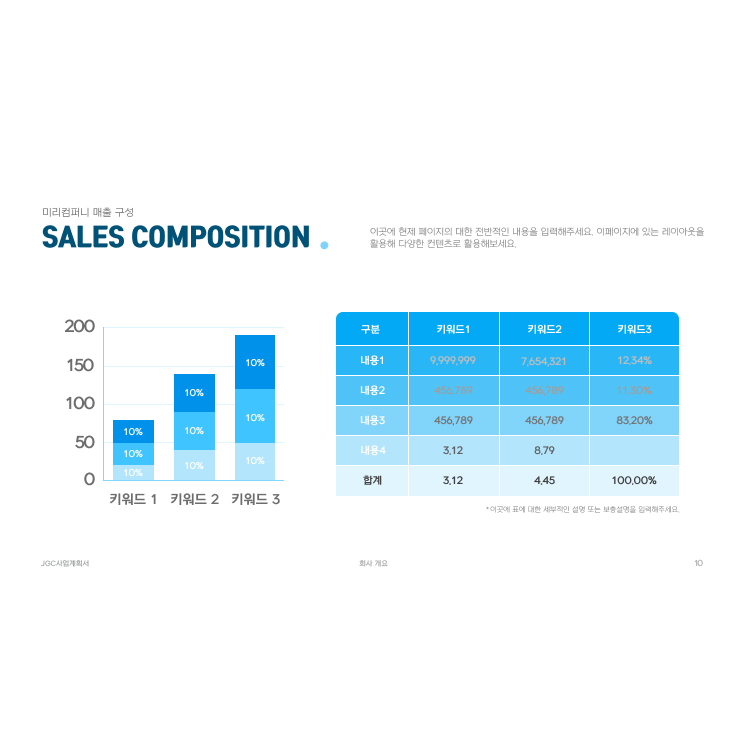 미리컴퍼니 매출 구성
SALES COMPOSITION
이곳에 현재 페이지의 대한 전반적인 내용을 입력해주세요. 이페이지에 있는 레이아웃을
활용해 다양한 컨텐츠로 활용해보세요.
200
150
100
50
0
10%
10%
10%
10%
10%
10%
10%
10%
10%
키워드 1 키워드 2 키워드 3
구분 키워드1 키워드2 키워드3
내용1 9,999,999 7,654,321 12,34%
내용2 456,789 456,789 11,50%
내용3 456,789 456,789 83,20%
내용4 3,12 8,79
합계 3,12 4,45 100,00%
*이곳에 표에 대한 세부적인 설명 또는 보충설명을 입력해주세요.
JGC사업계획서 회사 개요 10